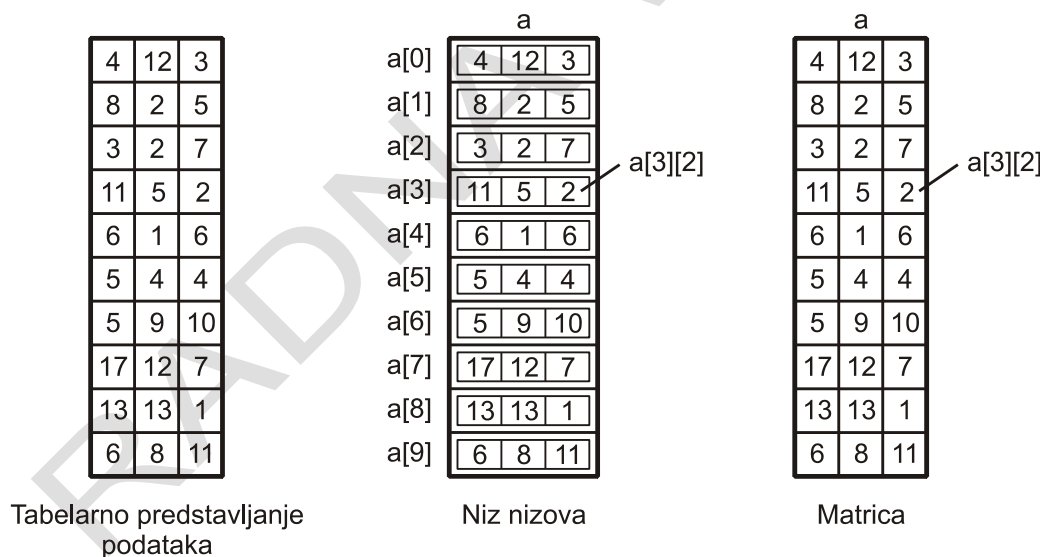 4 12 3
8 2 5
3 2 7
11 5 2
6 1 6
5 4 4
5 9 10
17 12 7
13 13 1
6 8 11
Tabelarno predstavljanje
podataka
a
a[0] 4 12 3
a[1] 8 2 5
a[2] 3 2 7
a[3] 11 5 2 a[3][2]
a[4] 6 1 6
a[5] 5 4 4
a[6] 5 9 10
a[7] 17 12 7
a[8] 13 13 1
a[9] 6 8 11
Niz nizova
a
4 12 3
8 2 5
3 2 7
11 5 2 a[3][2]
6 1 6
5 4 4
5 9 10
17 12 7
13 13 1
6 8 11
Matrica
RADNA